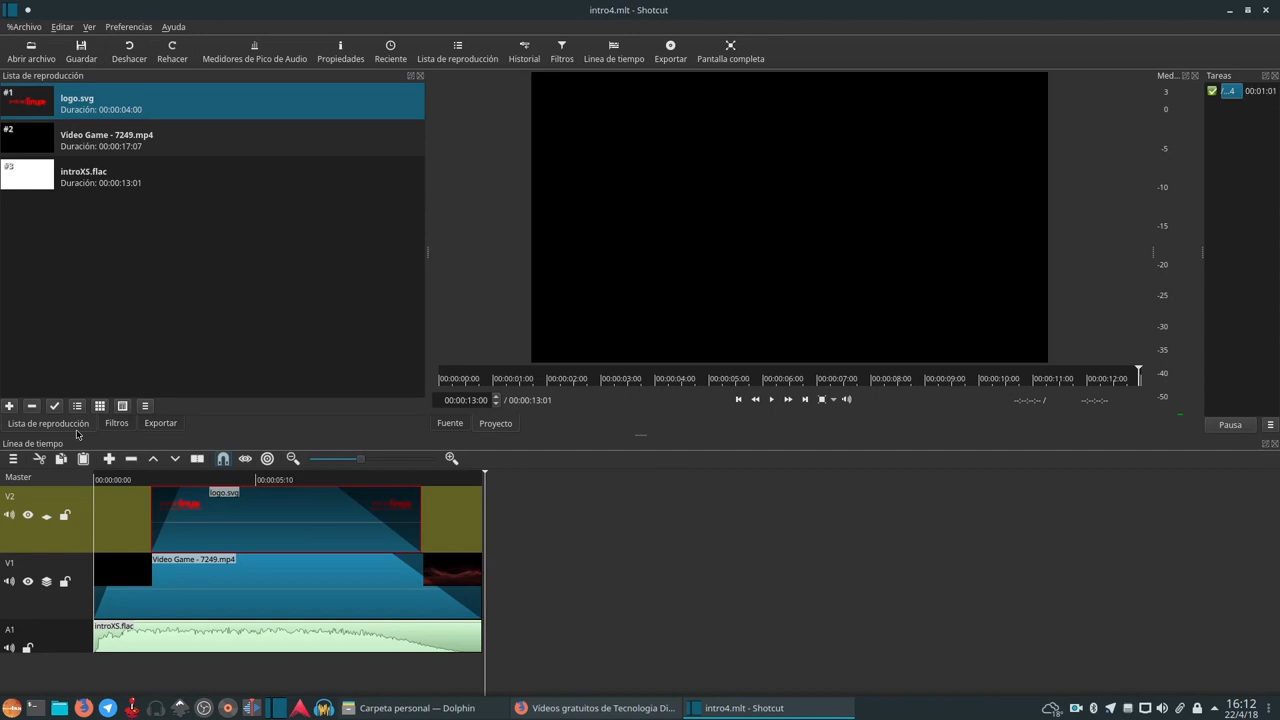 intro4.mlt - Shotcut
%Archivo Editar Ver Preferencias Ayuda
Abrir archivo Guardar Deshacer Rehacer Medidores de Pico de Audio Propiedades Reciente Lista de reproducción Historial Filtros Linea de tiempo Exportar Pantalla completa
Lista de reproducción
#1
logo.svg
Duración: 00:00:04:00
#2
Video Game - 7249.mp4
Duración: 00:00:17:07
#3
introXS.flac
Duración: 00:00:13:01
Med...
3
0
-5
-10
-15
-20
-25
-30
-35
-40
-50
Tareas
/...4 00:01:01
00:00:00:00 00:00:01:00 00:00:02:00 00:00:03:00 00:00:04:00 00:00:05:00 00:00:06:00 00:00:07:00 00:00:08:00 00:00:09:00 00:00:10:00 00:00:11:00 00:00:12:00
00:00:13:00 / 00:00:13:01 --:--:--:-- / --:--:--:--
Lista de reproducción Filtros Exportar
Fuente Proyecto
Pausa
Línea de tiempo
Master
00:00:00:00 00:00:05:10
V2
logo.svg
V1
Video Game - 7249.mp4
A1
introXS.flac
Carpeta personal — Dolphin
Vídeos gratuitos de Tecnologia Di...
intro4.mlt - Shotcut
18°
16:12
22/4/18